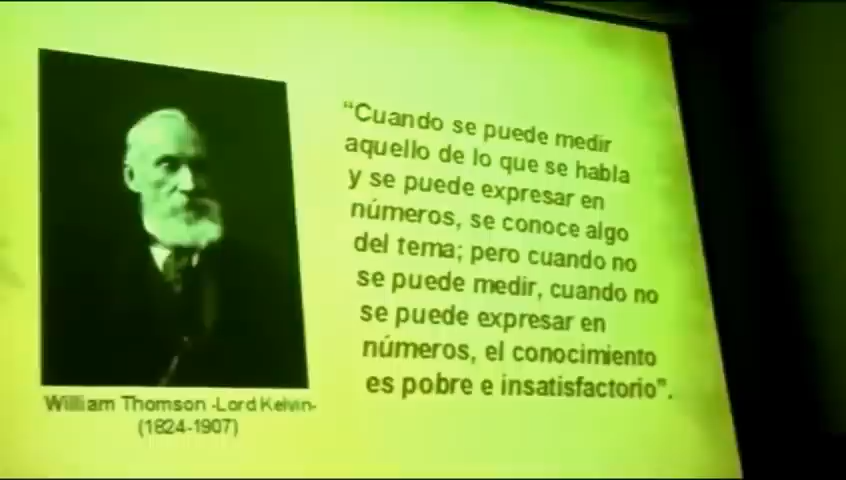 “Cuando se puede medir
aquello de lo que se habla
y se puede expresar en
números, se conoce algo
del tema; pero cuando no
se puede medir, cuando no
se puede expresar en
números, el conocimiento
es pobre e insatisfactorio”.
William Thomson -Lord Kelvin-
(1824-1907)